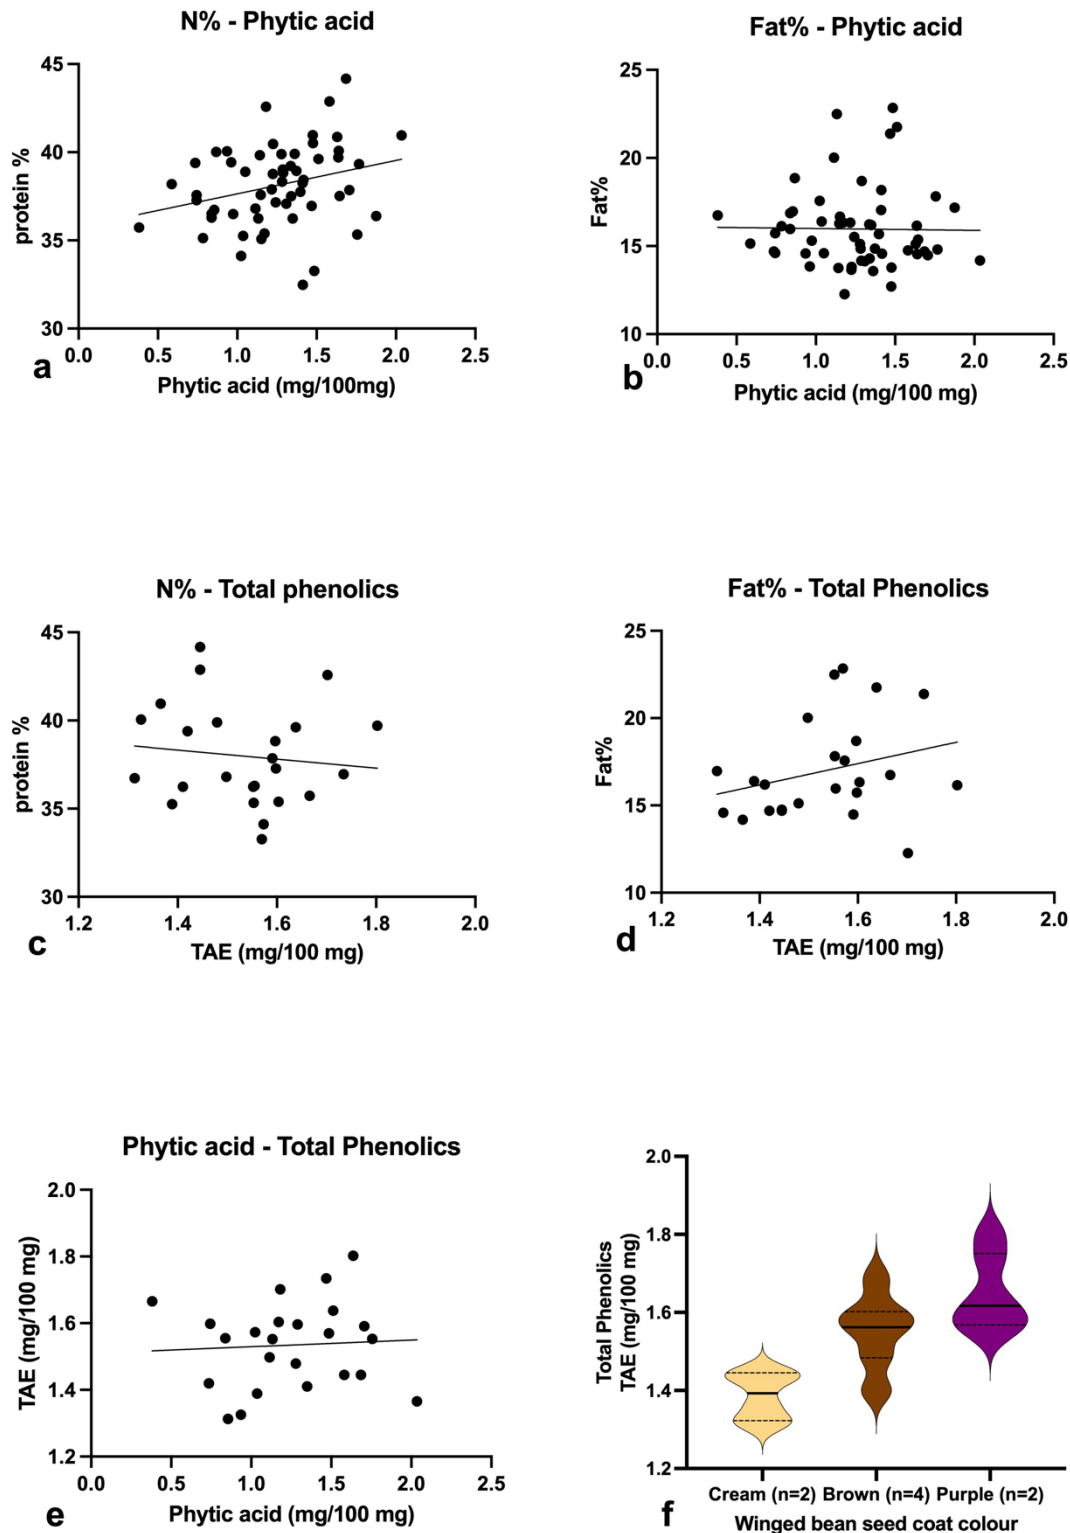 N% - Phytic acid
45
40
35
30
protein %
0.0 0.5 1.0 1.5 2.0 2.5
Phytic acid (mg/100mg)
a
Fat% - Phytic acid
25
20
15
10
Fat%
0.0 0.5 1.0 1.5 2.0 2.5
Phytic acid (mg/100 mg)
b
N% - Total phenolics
45
40
35
30
protein %
1.2 1.4 1.6 1.8 2.0
TAE (mg/100 mg)
c
Fat% - Total Phenolics
25
20
15
10
Fat%
1.2 1.4 1.6 1.8 2.0
TAE (mg/100 mg)
d
Phytic acid - Total Phenolics
2.0
1.8
1.6
1.4
1.2
TAE (mg/100 mg)
0.0 0.5 1.0 1.5 2.0 2.5
Phytic acid (mg/100 mg)
e
2.0
1.8
1.6
1.4
1.2
Total Phenolics
TAE (mg/100 mg)
Cream (n=2) Brown (n=4) Purple (n=2)
Winged bean seed coat colour
f